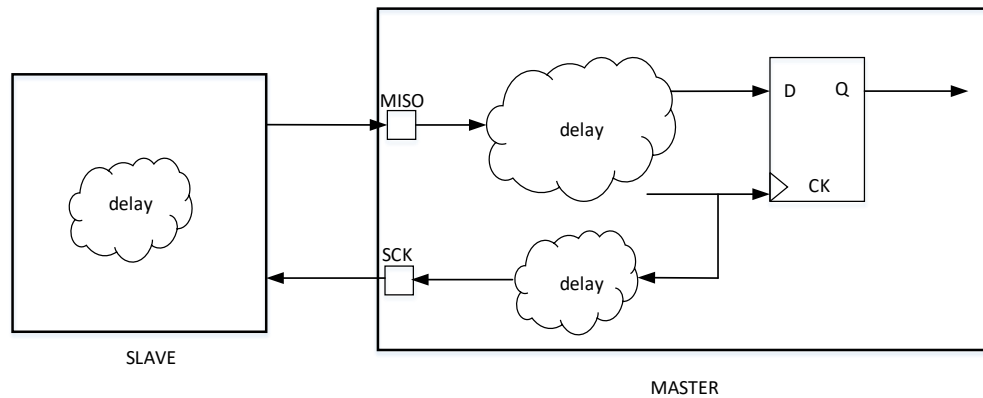 MISO
delay
D Q
delay
CK
SCK
delay
SLAVE
MASTER